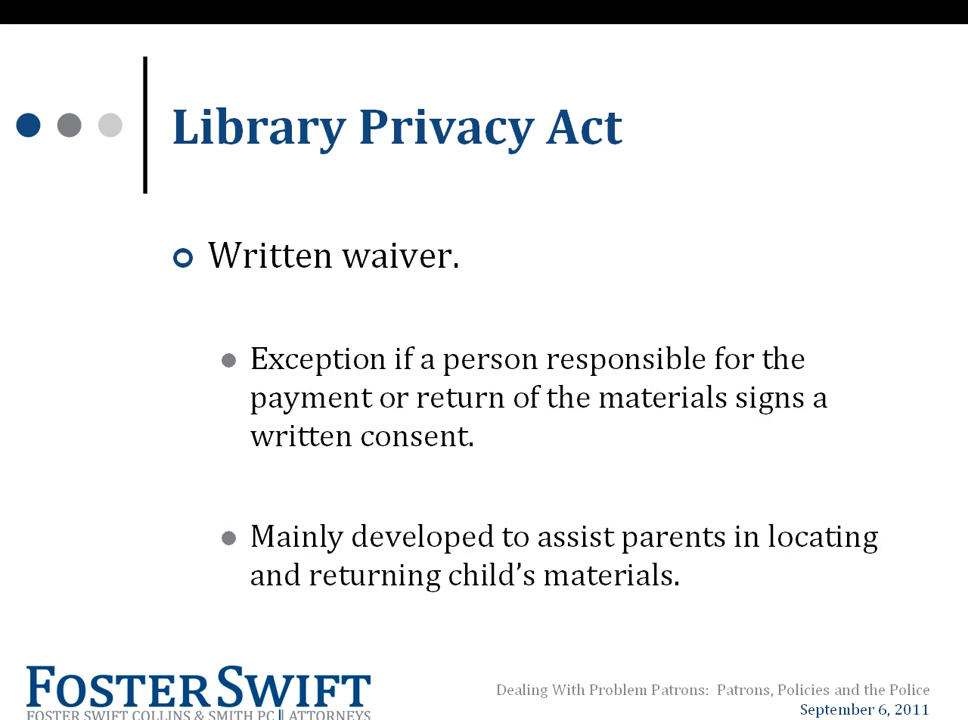 Library Privacy Act
Written waiver.
Exception if a person responsible for the
payment or return of the materials signs a
written consent.
Mainly developed to assist parents in locating
and returning child’s materials.
FOSTER SWIFT
FOSTER SWIFT COLLINS & SMITH PC || ATTORNEYS
Dealing With Problem Patrons: Patrons, Policies and the Police
September 6, 2011